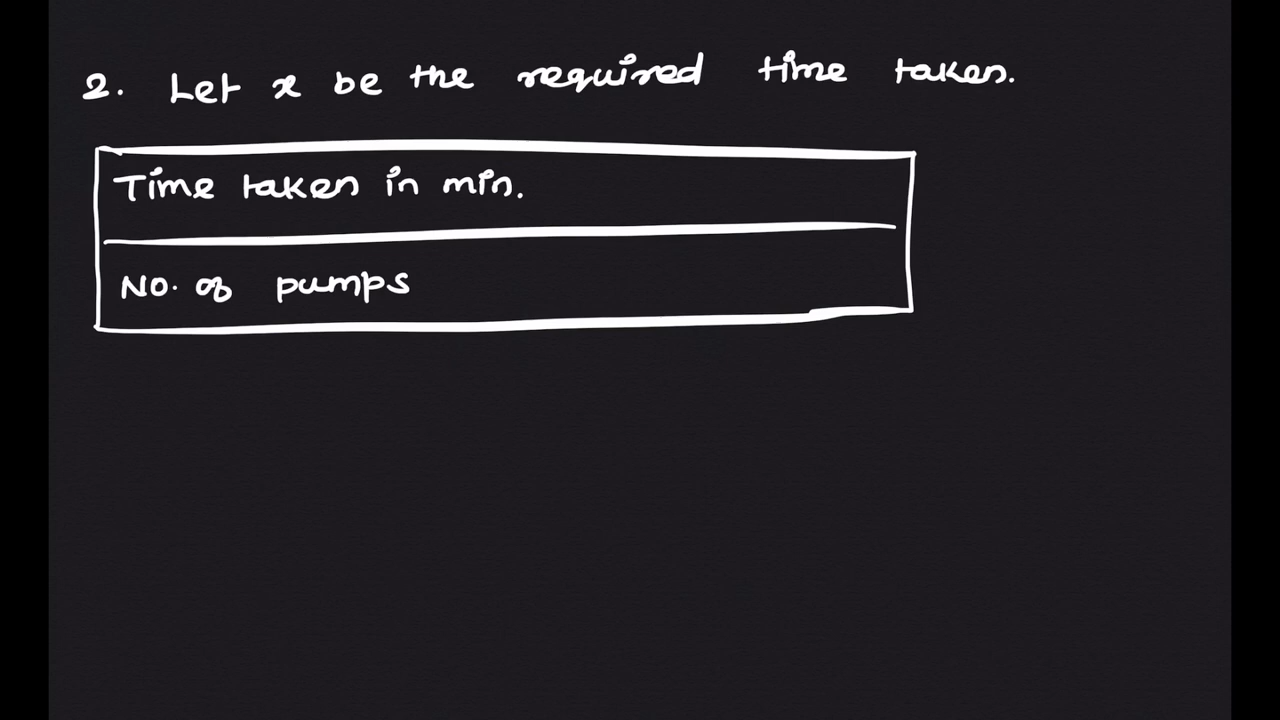 2. Let x be the required time taken.
Time taken in min.
No. of pumps